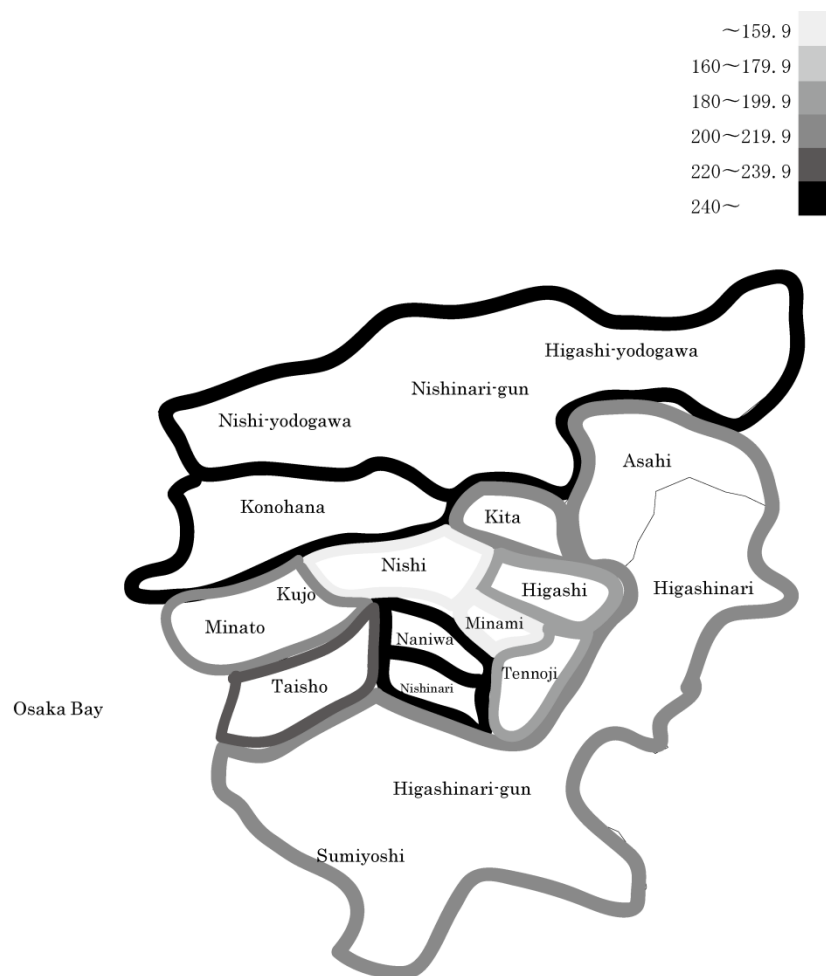 ～159.9
160～179.9
180～199.9
200～219.9
220～239.9
240～
Higashi-yodogawa
Nishinari-gun
Nishi-yodogawa
Asahi
Konohana
Kita
Nishi
Higashi
Higashinari
Kujo
Minato
Minami
Naniwa
Tennoji
Taisho
Nishinari
Osaka Bay
Higashinari-gun
Sumiyoshi